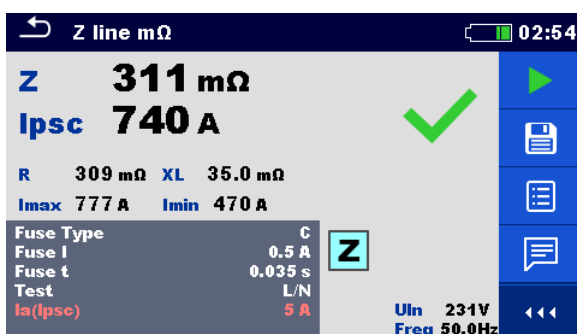 Z line mΩ 02:54
Z 311 mΩ
Ipsc 740 A
R 309 mΩ XL 35.0 mΩ
Imax 777 A Imin 470 A
Fuse Type C
Fuse I 0.5 A
Fuse t 0.035 s
Test L/N
Ia(Ipsc) 5 A
Z
Uln 231V
Freq 50.0Hz